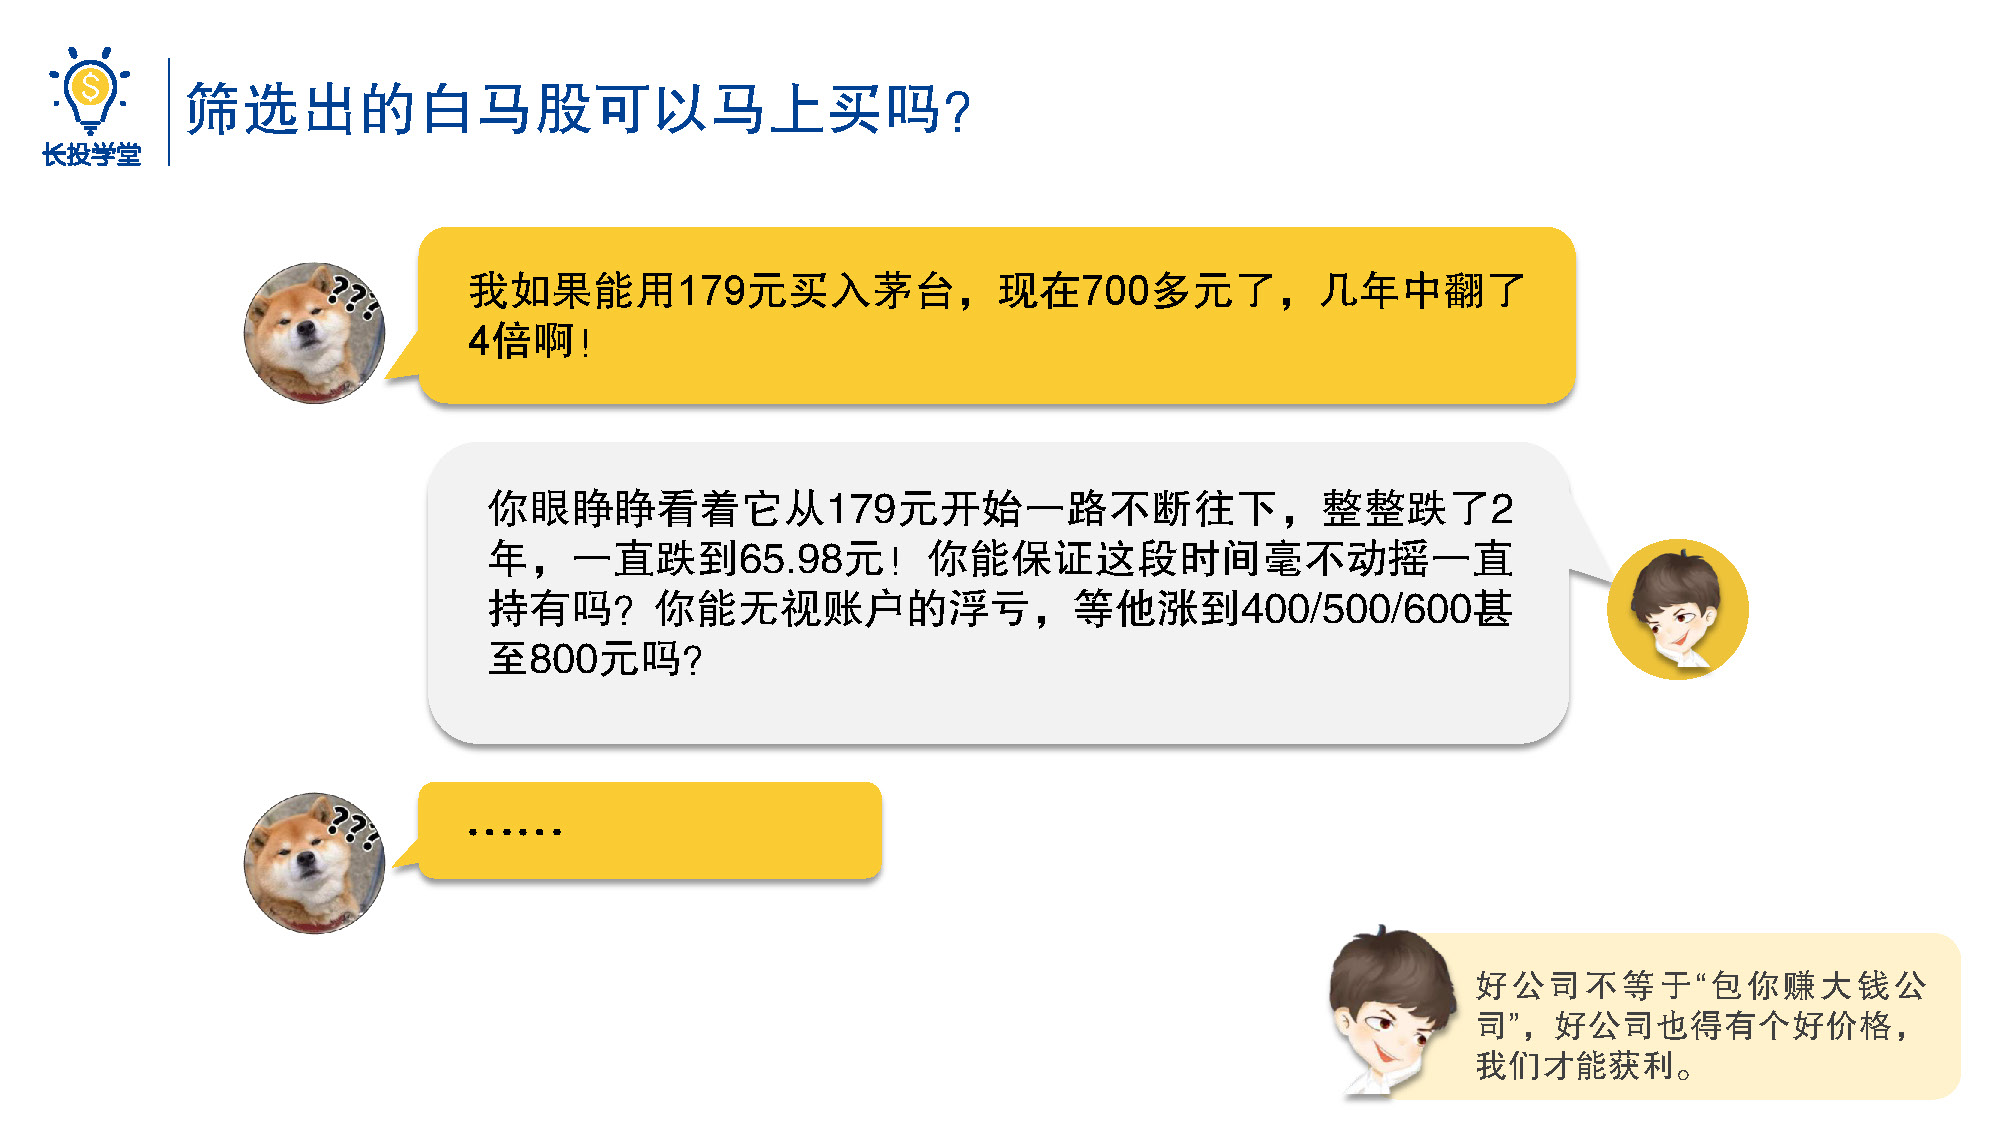 长投学堂
筛选出的白马股可以马上买吗?
我如果能用179元买入茅台，现在700多元了，几年中翻了
4倍啊！
你眼睁睁看着它从179元开始一路不断往下，整整跌了2
年，一直跌到65.98元！你能保证这段时间毫不动摇一直
持有吗？你能无视账户的浮亏，等他涨到400/500/600甚
至800元吗？
……
好公司不等于“包你赚大钱公
司”，好公司也得有个好价格，
我们才能获利。